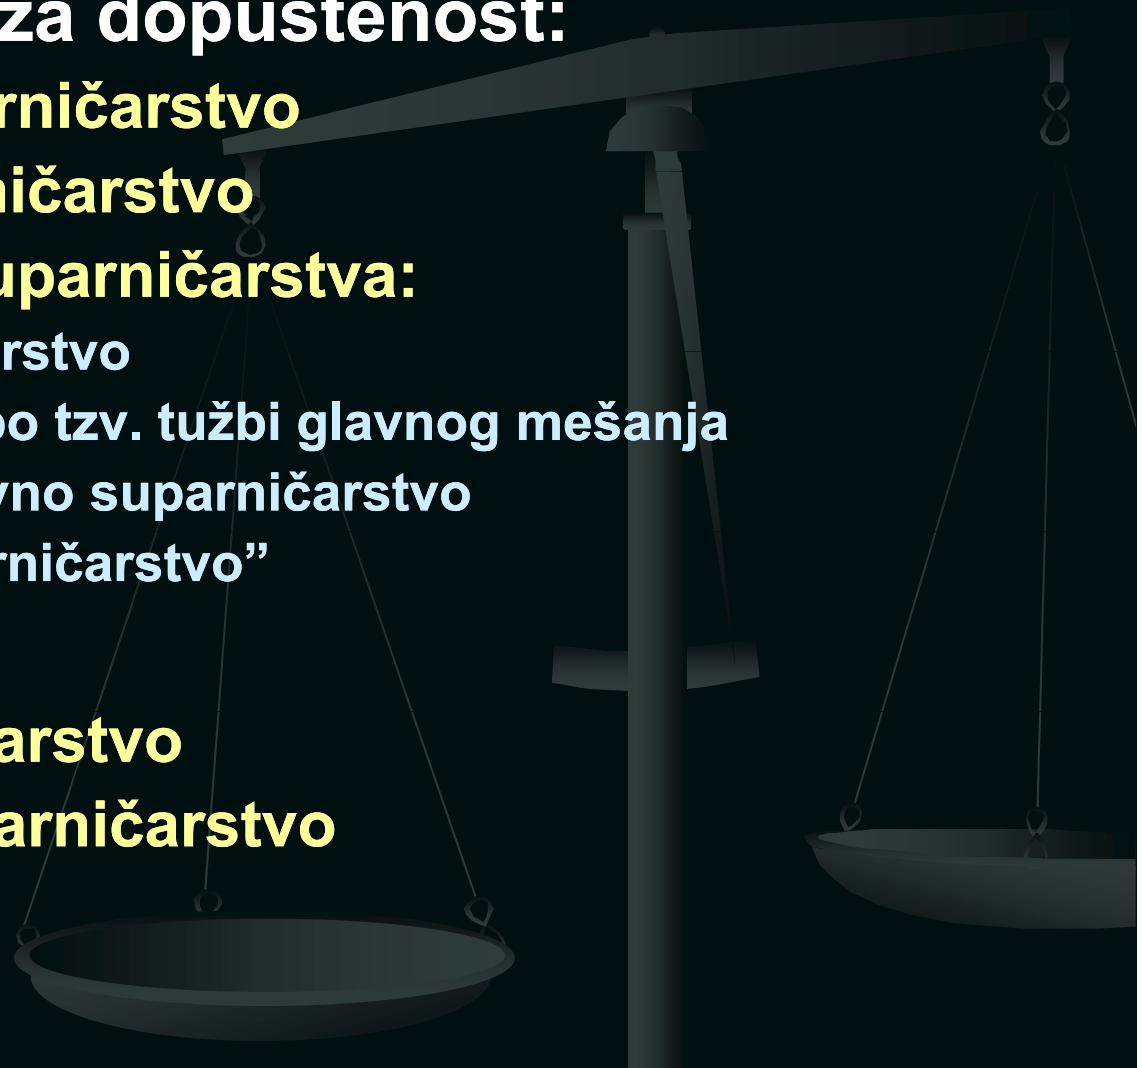 za dopuštenost:
rničarstvo
ničarstvo
uparničarstva:
rstvo
po tzv. tužbi glavnog mešanja
vno suparničarstvo
rničarstvo”
arstvo
arničarstvo